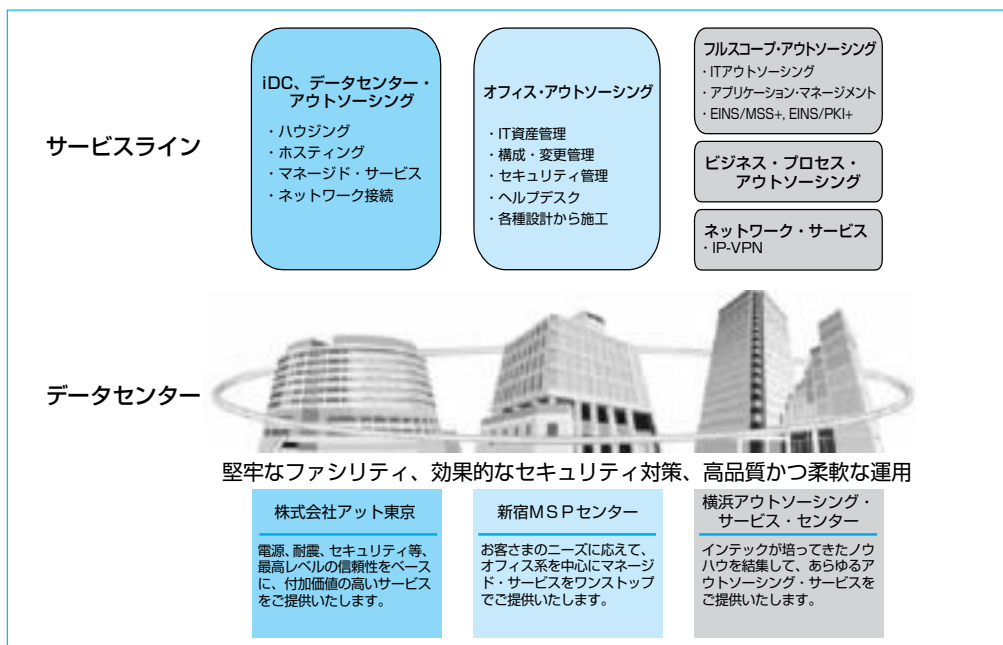 サービスライン
iDC、データセンター・
アウトソーシング
・ハウジング
・ホスティング
・マネージド・サービス
・ネットワーク接続
オフィス・アウトソーシング
・IT資産管理
・構成・変更管理
・セキュリティ管理
・ヘルプデスク
・各種設計から施工
フルスコープ・アウトソーシング
・ITアウトソーシング
・アプリケーション・マネージメント
・EINS/MSS+, EINS/PKI+
ビジネス・プロセス・
アウトソーシング
ネットワーク・サービス
・IP-VPN
データセンター
堅牢なファシリティ、効果的なセキュリティ対策、高品質かつ柔軟な運用
株式会社アット東京
電源、耐震、セキュリティ等、
最高レベルの信頼性をベース
に、付加価値の高いサービス
をご提供いたします。
新宿MSPセンター
お客さまのニーズに応えて、
オフィス系を中心にマネージ
ド・サービスをワンストップ
でご提供いたします。
横浜アウトソーシング・
サービス・センター
インテックが培ってきたノウ
ハウを結集して、あらゆるア
ウトソーシング・サービスを
ご提供いたします。